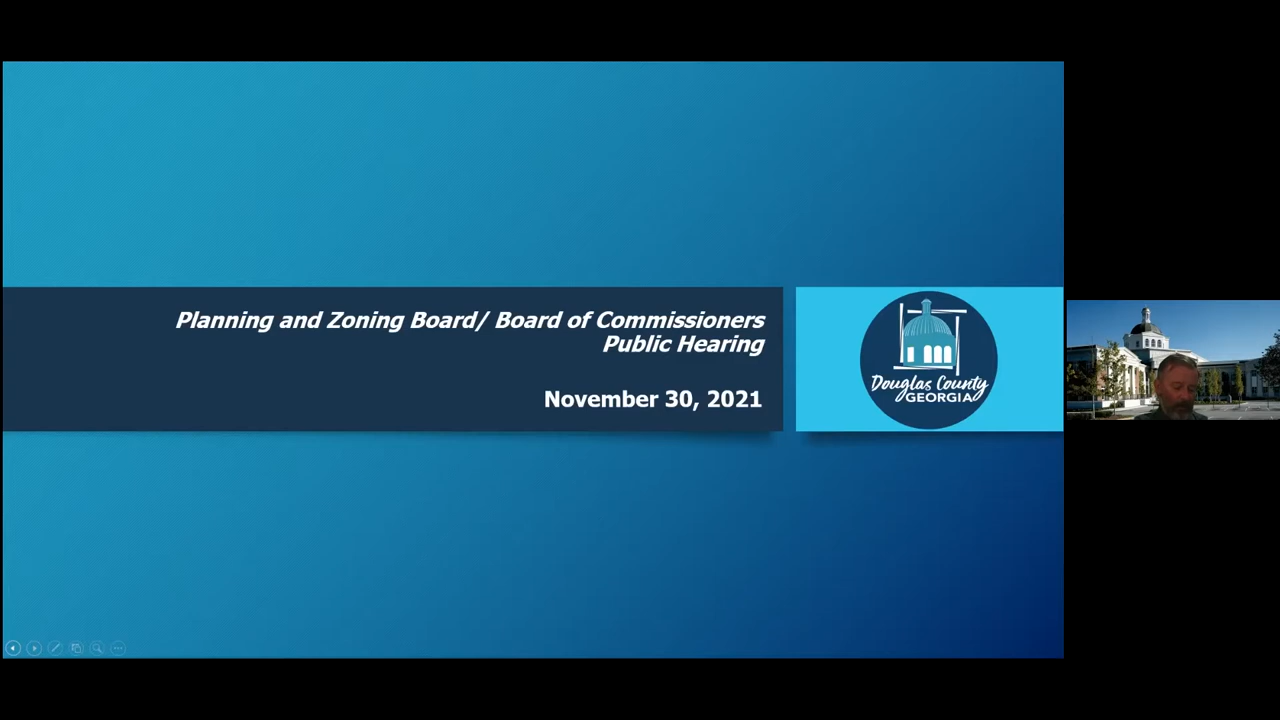 Planning and Zoning Board/ Board of Commissioners
Public Hearing
November 30, 2021
Douglas County
GEORGIA